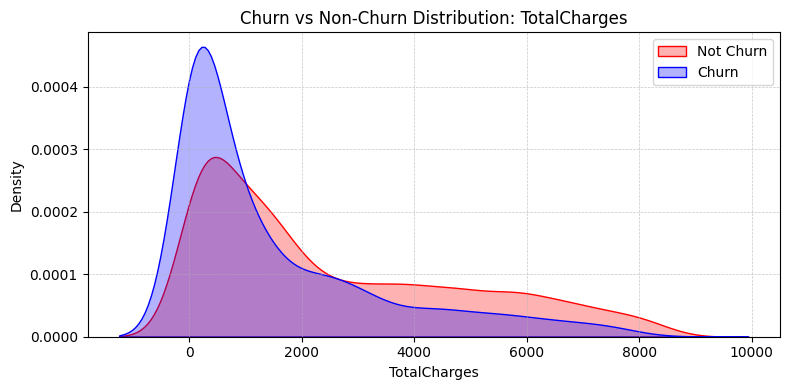 Churn vs Non-Churn Distribution: TotalCharges
Not Churn
Churn
Density
0.0004
0.0003
0.0002
0.0001
0.0000
0 2000 4000 6000 8000 10000
TotalCharges